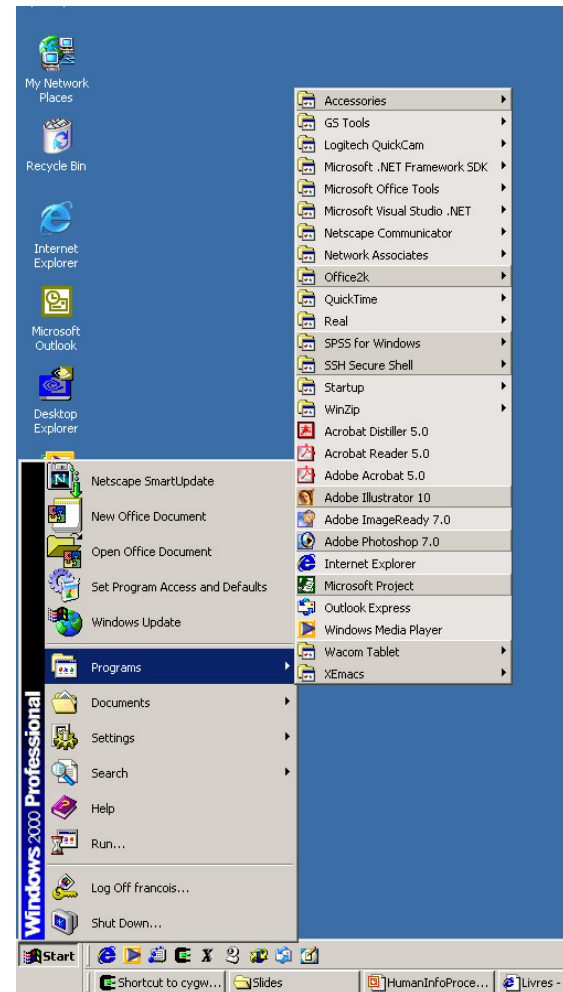 My Network
Places
Recycle Bin
Internet
Explorer
Microsoft
Outlook
Desktop
Explorer
Accessories
GS Tools
Logitech QuickCam
Microsoft .NET Framework SDK
Microsoft Office Tools
Microsoft Visual Studio .NET
Netscape Communicator
Network Associates
Office2k
QuickTime
Real
SPSS for Windows
SSH Secure Shell
Startup
WinZip
Acrobat Distiller 5.0
Acrobat Reader 5.0
Adobe Acrobat 5.0
Adobe Illustrator 10
Adobe ImageReady 7.0
Adobe Photoshop 7.0
Internet Explorer
Microsoft Project
Outlook Express
Windows Media Player
Wacom Tablet
XEmacs
Netscape SmartUpdate
New Office Document
Open Office Document
Set Program Access and Defaults
Windows Update
Programs
Documents
Settings
Search
Help
Run...
Log Off francois...
Shut Down...
Windows 2000 Professional
Start
Shortcut to cygw...
Slides
HumanInfoProce...
Livres -